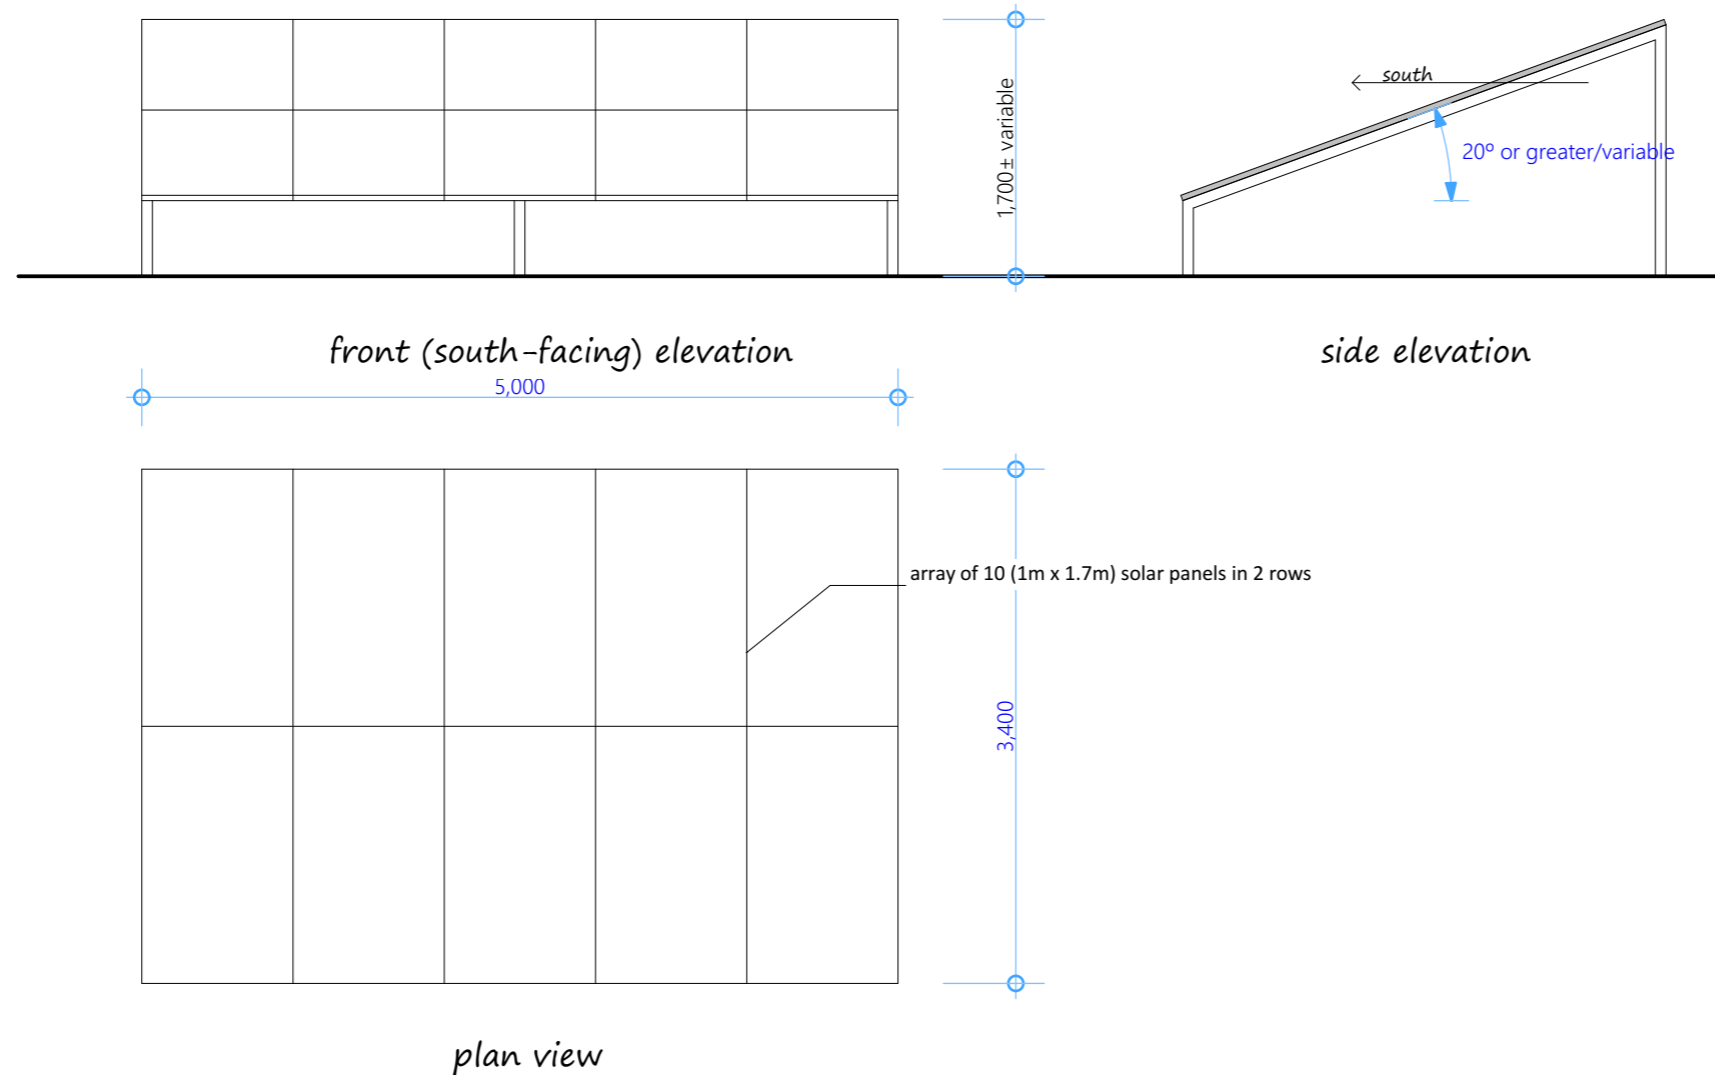 1,700± variable
south
20º or greater/variable
front (south-facing) elevation
side elevation
5,000
array of 10 (1m x 1.7m) solar panels in 2 rows
3,400
plan view